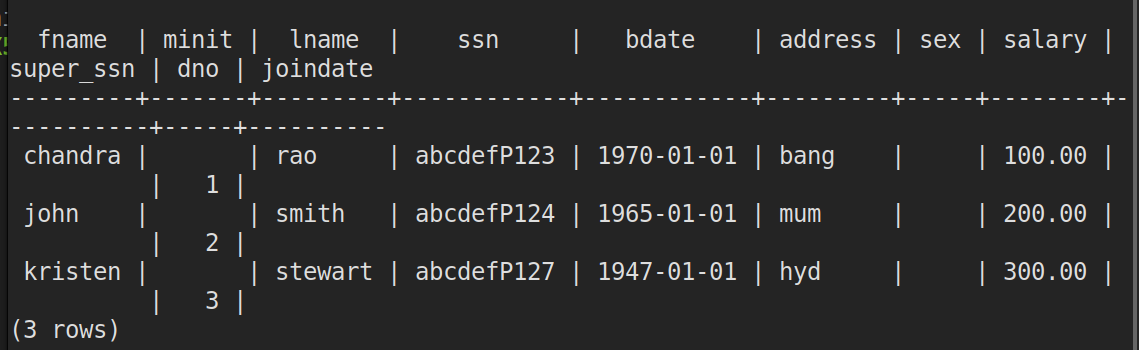 fname  | minit |  lname  |    ssn     |   bdate    | address | sex | salary |
super_ssn | dno | joindate
---------+-------+---------+------------+------------+---------+-----+--------+-
----------+-----+----------
 chandra |       | rao     | abcdefP123 | 1970-01-01 | bang    |     | 100.00 |
          |   1 |
 john    |       | smith   | abcdefP124 | 1965-01-01 | mum     |     | 200.00 |
          |   2 |
 kristen |       | stewart | abcdefP127 | 1947-01-01 | hyd     |     | 300.00 |
          |   3 |
(3 rows)